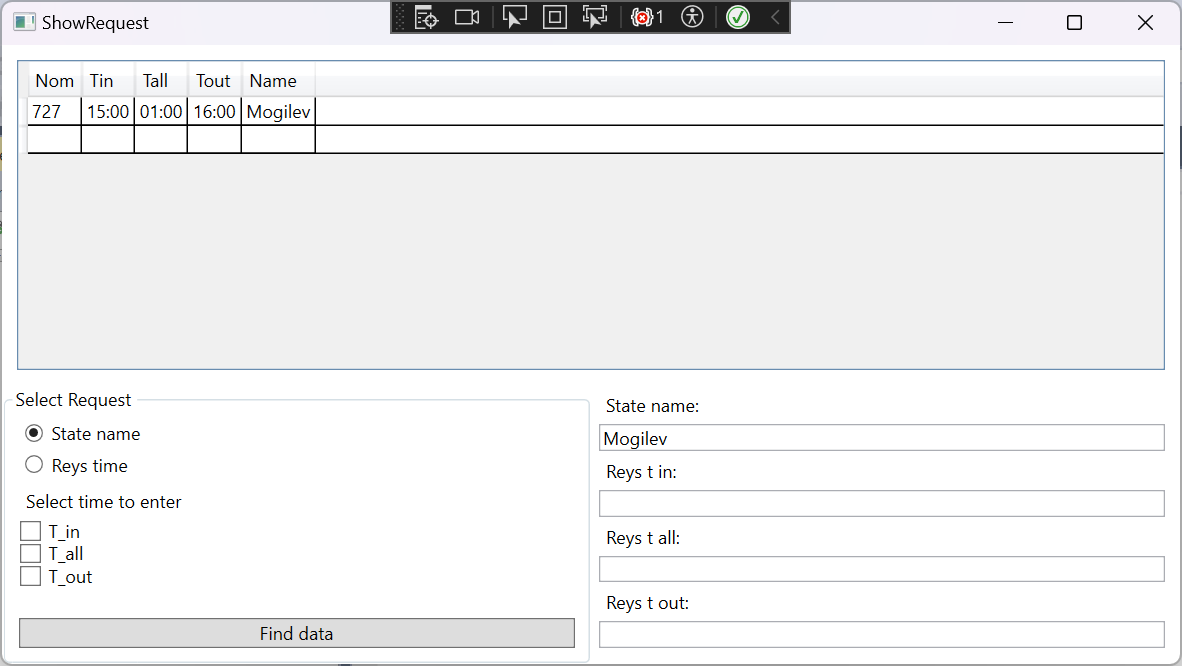 ShowRequest
1
Nom Tin Tall Tout Name
727 15:00 01:00 16:00 Mogilev
Select Request
State name
Reys time
Select time to enter
T_in
T_all
T_out
Find data
State name:
Mogilev
Reys t in:
Reys t all:
Reys t out: